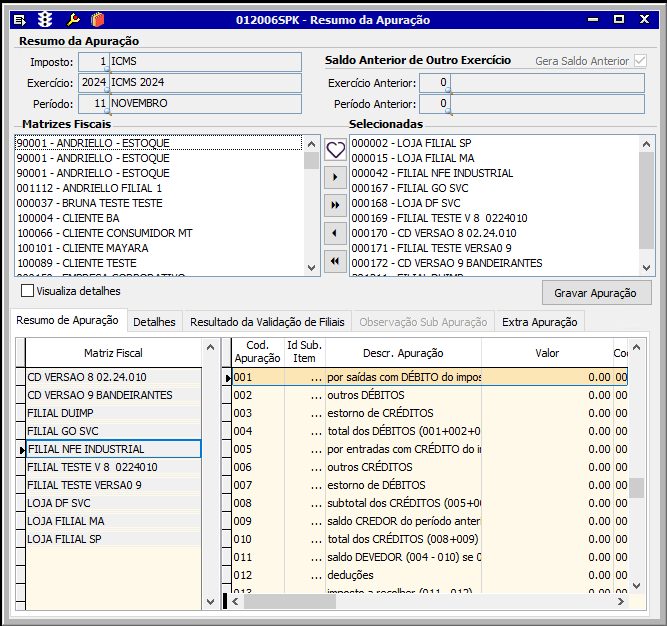 012006SPK - Resumo da Apuração
Resumo da Apuração
Imposto: 1 ICMS
Saldo Anterior de Outro Exercício Gera Saldo Anterior
Exercício: 2024 ICMS 2024
Exercício Anterior: 0
Período: 11 NOVEMBRO
Período Anterior: 0
Matrizes Fiscais
90001 - ANDRIELLO - ESTOQUE
90001 - ANDRIELLO - ESTOQUE
90001 - ANDRIELLO - ESTOQUE
001112 - ANDRIELLO FILIAL 1
000037 - BRUNA TESTE TESTE
100004 - CLIENTE BA
100066 - CLIENTE CONSUMIDOR MT
100101 - CLIENTE MAYARA
100089 - CLIENTE TESTE
Selecionadas
000002 - LOJA FILIAL SP
000015 - LOJA FILIAL MA
000042 - FILIAL NFE INDUSTRIAL
000167 - FILIAL GO SVC
000168 - LOJA DF SVC
000169 - FILIAL TESTE V 8 0224010
000170 - CD VERSAO 8 02.24.010
000171 - FILIAL TESTE VERSA0 9
000172 - CD VERSAO 9 BANDEIRANTES
Visualiza detalhes
Gravar Apuração
Resumo de Apuração Detalhes Resultado da Validação de Filiais Observação Sub Apuração Extra Apuração
Matriz Fiscal
CD VERSAO 8 02.24.010
CD VERSAO 9 BANDEIRANTES
FILIAL DUIMP
FILIAL GO SVC
FILIAL NFE INDUSTRIAL
FILIAL TESTE V 8 0224010
FILIAL TESTE VERSA0 9
LOJA DF SVC
LOJA FILIAL MA
LOJA FILIAL SP
Cod. Apuração Id Sub. Item Descr. Apuração Valor Co
001 ... por saídas com DÉBITO do impos 0.00 00
002 ... outros DÉBITOS 0.00 00
003 ... estorno de CRÉDITOS 0.00 00
004 ... total dos DÉBITOS (001+002+0 0.00 00
005 ... por entradas com CRÉDITO do i 0.00 00
006 ... outros CRÉDITOS 0.00 00
007 ... estorno de DÉBITOS 0.00 00
008 ... subtotal dos CRÉDITOS (005+0 0.00 00
009 ... saldo CREDOR do período anter 0.00 00
010 ... total dos CRÉDITOS (008+009) 0.00 00
011 ... saldo DEVEDOR (004 - 010) se 0 0.00 00
012 ... deduções 0.00 00